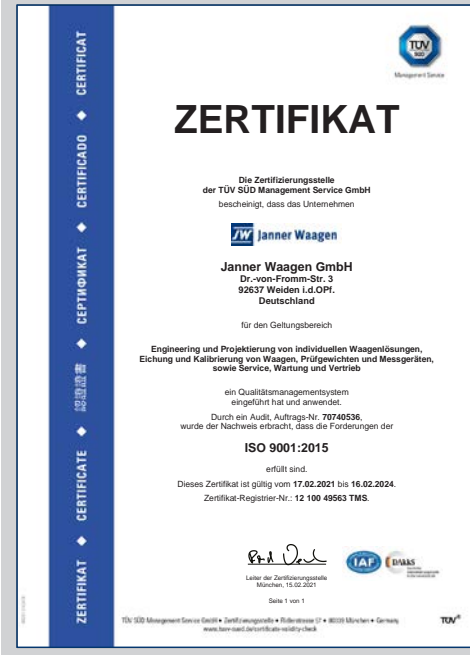 TÜV
SÜD
Management Service
ZERTIFIKAT
Die Zertifizierungsstelle
der TÜV SÜD Management Service GmbH
bescheinigt, dass das Unternehmen
JW Janner Waagen
Janner Waagen GmbH
Dr.-von-Fromm-Str. 3
92637 Weiden i.d.OPf.
Deutschland
für den Geltungsbereich
Engineering und Projektierung von individuellen Waagenlösungen,
Eichung und Kalibrierung von Waagen, Prüfgewichten und Messgeräten,
sowie Service, Wartung und Vertrieb
ein Qualitätsmanagementsystem
eingeführt hat und anwendet.
Durch ein Audit, Auftrags-Nr. 70740536,
wurde der Nachweis erbracht, dass die Forderungen der
ISO 9001:2015
erfüllt sind.
Dieses Zertifikat ist gültig vom 17.02.2021 bis 16.02.2024.
Zertifikat-Registrier-Nr.: 12 100 49563 TMS.
Leiter der Zertifizierungsstelle
München, 15.02.2021
IAF
DAkkS
Seite 1 von 1
TÜV SÜD Management Service GmbH • Zertifizierungsstelle • Ridlerstrasse 57 • 80339 München • Germany
www.tuev-sued.de/certificate-validity-check
TÜV®
ZERTIFIKAT ◆ CERTIFICATE ◆ 認證證書 ◆ СЕРТИФИКАТ ◆ CERTIFICADO ◆ CERTIFICAT